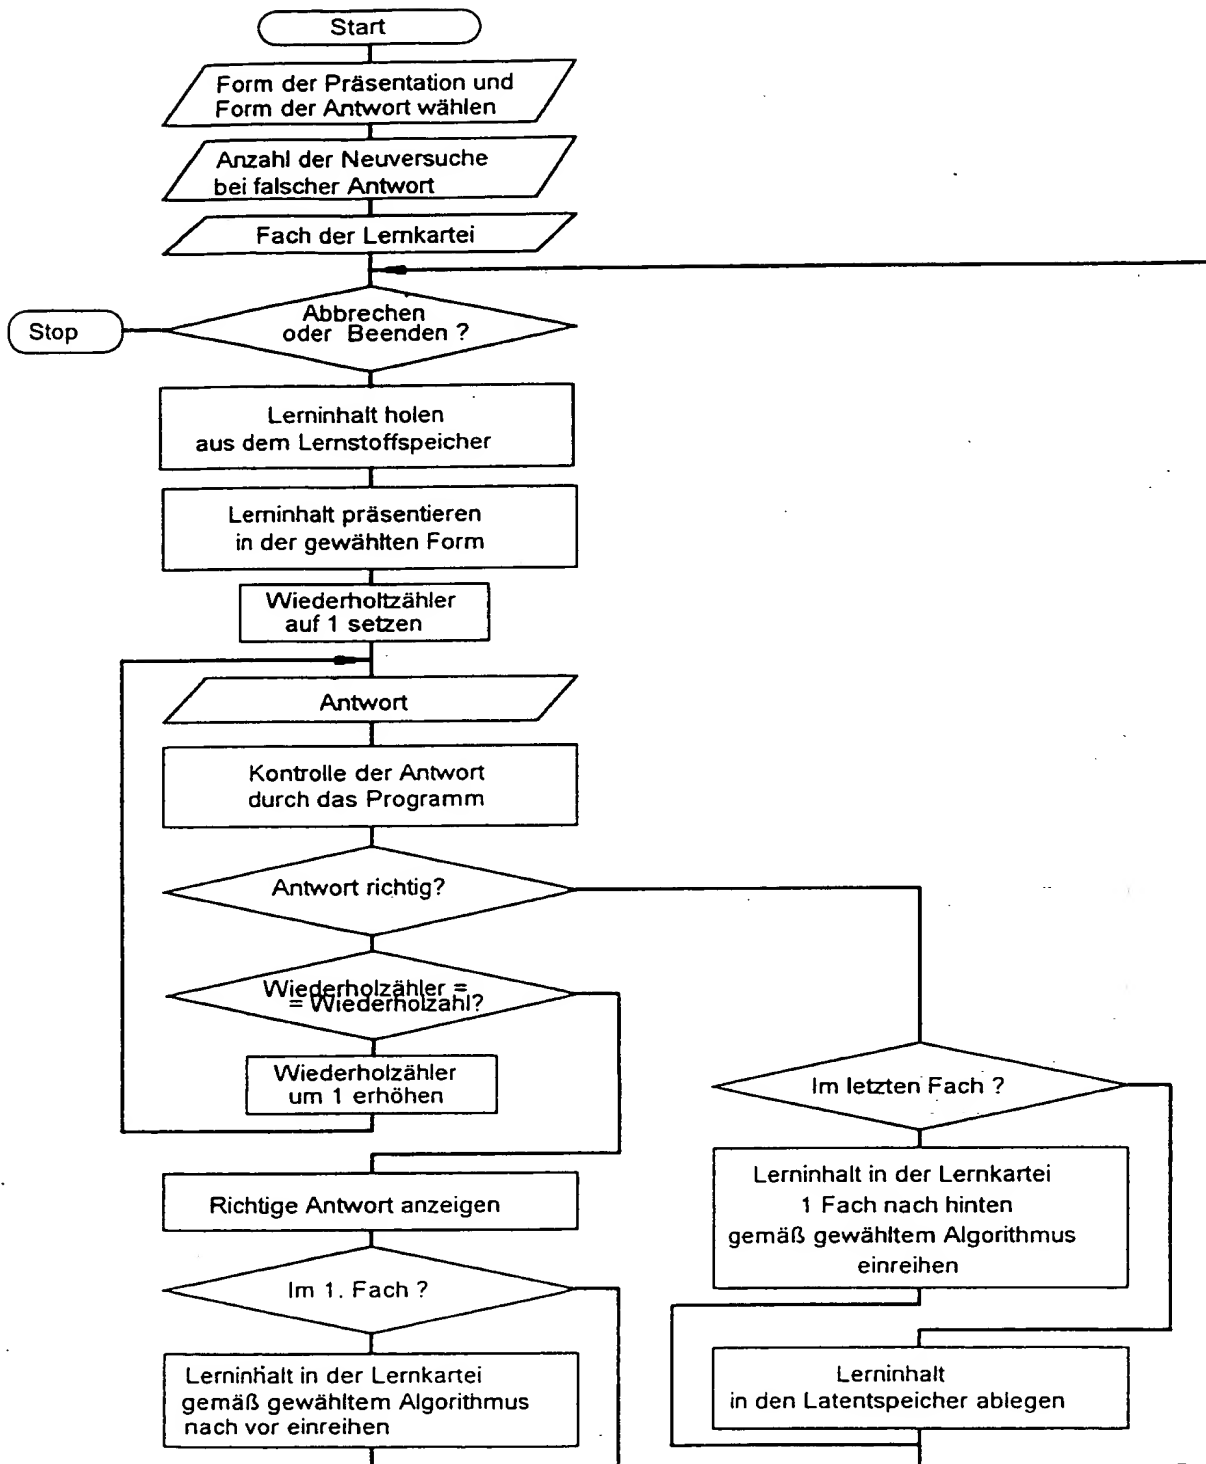 Start
Form der Präsentation und
Form der Antwort wählen
Anzahl der Neuversuche
bei falscher Antwort
Fach der Lernkartei
Abbrechen
oder Beenden ?
Stop
Lerninhalt holen
aus dem Lernstoffspeicher
Lerninhalt präsentieren
in der gewählten Form
Wiederholtzähler
auf 1 setzen
Antwort
Kontrolle der Antwort
durch das Programm
Antwort richtig?
Wiederholzähler =
= Wiederholzahl?
Wiederholzähler
um 1 erhöhen
Im letzten Fach ?
Lerninhalt in der Lernkartei
1 Fach nach hinten
gemäß gewähltem Algorithmus
einreihen
Richtige Antwort anzeigen
Im 1. Fach ?
Lerninhalt in der Lernkartei
gemäß gewähltem Algorithmus
nach vor einreihen
Lerninhalt
in den Latentspeicher ablegen